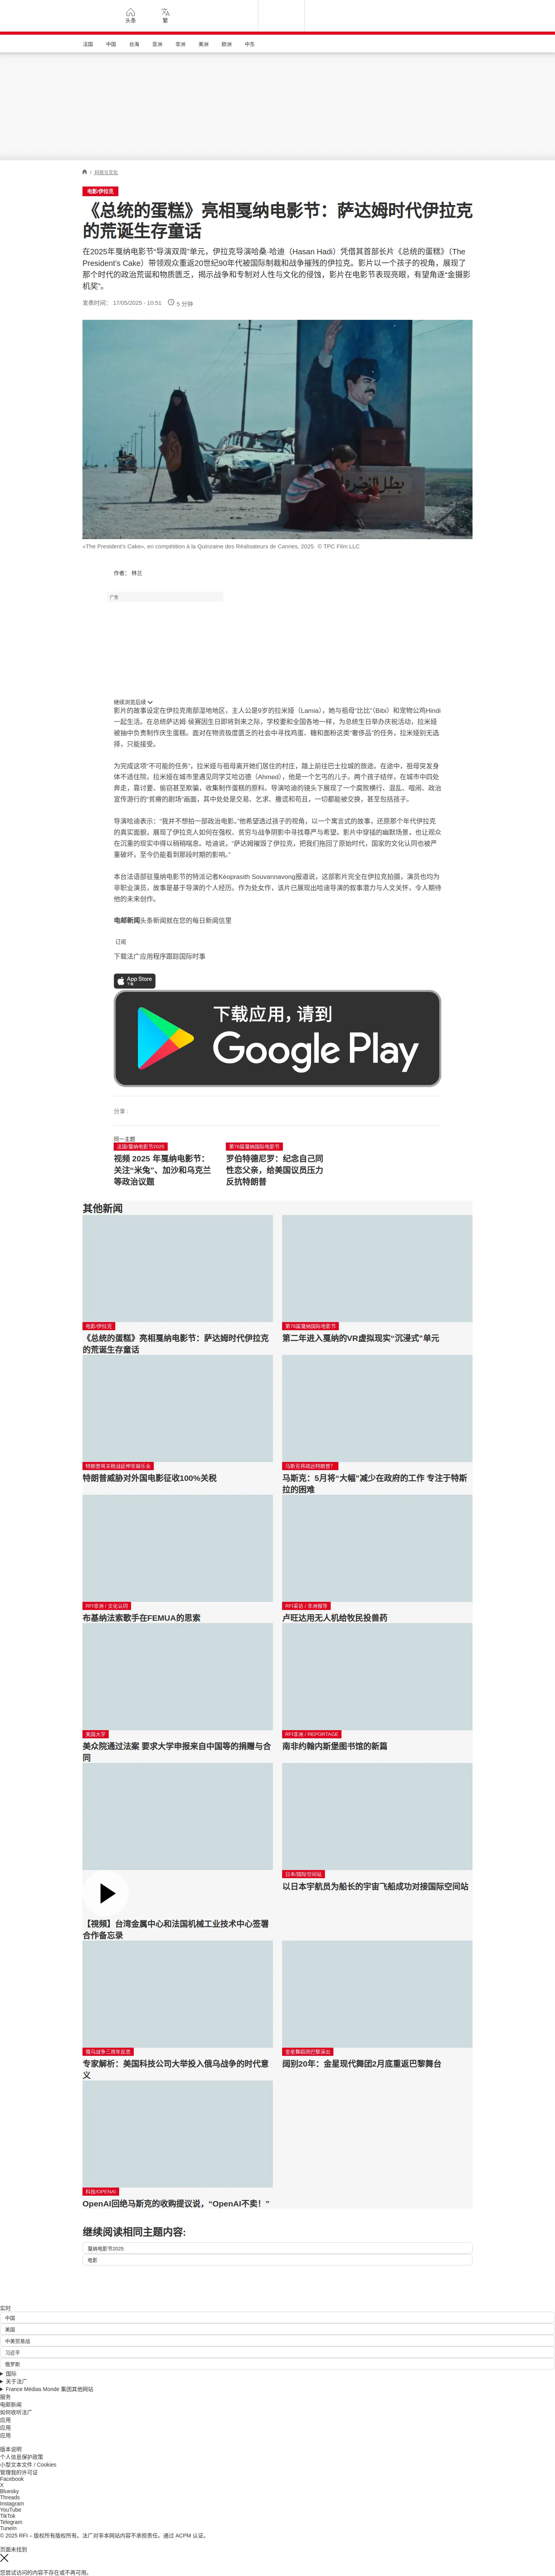 头条
繁
法国
中国
台海
亚洲
非洲
美洲
欧洲
中东
/ 科技与文化
电影/伊拉克
《总统的蛋糕》亮相戛纳电影节：萨达姆时代伊拉克
的荒诞生存童话
在2025年戛纳电影节“导演双周”单元，伊拉克导演哈桑·哈迪（Hasan Hadi）凭借其首部长片《总统的蛋糕》（The
President’s Cake）带领观众重返20世纪90年代被国际制裁和战争摧残的伊拉克。影片以一个孩子的视角，展现了
那个时代的政治荒诞和物质匮乏，揭示战争和专制对人性与文化的侵蚀，影片在电影节表现亮眼，有望角逐“金摄影
机奖”。
发表时间： 17/05/2025 - 10:51
5 分钟
«The President's Cake», en compétition à la Quinzaine des Réalisateurs de Cannes, 2025. © TPC Film LLC
作者： 林兰
广告
继续浏览后续
影片的故事设定在伊拉克南部湿地地区，主人公是9岁的拉米娅（Lamia），她与祖母“比比”（Bibi）和宠物公鸡Hindi
一起生活。在总统萨达姆·侯赛因生日即将到来之际，学校要和全国各地一样，为总统生日举办庆祝活动，拉米娅
被抽中负责制作庆生蛋糕。面对在物资极度匮乏的社会中寻找鸡蛋、糖和面粉这类“奢侈品”的任务，拉米娅别无选
择，只能接受。
为完成这项“不可能的任务”，拉米娅与祖母离开她们居住的村庄，踏上前往巴士拉城的旅途。在途中，祖母突发身
体不适住院，拉米娅在城市里遇见同学艾哈迈德（Ahmed），他是一个乞丐的儿子。两个孩子结伴，在城市中四处
奔走，靠讨要、偷窃甚至欺骗，收集制作蛋糕的原料。导演哈迪的镜头下展现了一个腐败横行、混乱、喧闹、政治
宣传游行的“贫瘠的剧场”画面，其中处处是交易、乞求、撒谎和苟且，一切都能被交换，甚至包括孩子。
导演哈迪表示：“我并不想拍一部政治电影。”他希望透过孩子的视角，以一个寓言式的故事，还原那个年代伊拉克
的真实面貌，展现了伊拉克人如何在强权、贫穷与战争阴影中寻找尊严与希望。影片中穿插的幽默场景，也让观众
在沉重的现实中得以稍稍喘息。哈迪说，“萨达姆摧毁了伊拉克，把我们拖回了原始时代，国家的文化认同也被严
重破坏，至今仍能看到那段时期的影响。”
本台法语部驻戛纳电影节的特派记者Kèoprasith Souvannavong报道说，这部影片完全在伊拉克拍摄，演员也均为
非职业演员，故事是基于导演的个人经历。作为处女作，该片已展现出哈迪导演的叙事潜力与人文关怀，令人期待
他的未来创作。
电邮新闻头条新闻就在您的每日新闻信里
订阅
下载法广应用程序跟踪国际时事
App Store
下载
下载应用，请到
Google Play
分享 :
同一主题
法国/戛纳电影节2025
视频 2025 年戛纳电影节：
关注“米兔”、加沙和乌克兰
等政治议题
第78届戛纳国际电影节
罗伯特德尼罗：纪念自己同
性恋父亲，给美国议员压力
反抗特朗普
其他新闻
电影/伊拉克
《总统的蛋糕》亮相戛纳电影节：萨达姆时代伊拉克
的荒诞生存童话
第78届戛纳国际电影节
第二年进入戛纳的VR虚拟现实“沉浸式”单元
特朗普将关税战延伸至娱乐业
特朗普威胁对外国电影征收100%关税
马斯克将疏远特朗普？
马斯克：5月将“大幅”减少在政府的工作 专注于特斯
拉的困难
RFI非洲 / 文化认同
布基纳法索歌手在FEMUA的思索
RFI采访 / 非洲报导
卢旺达用无人机给牧民投兽药
美国大学
美众院通过法案 要求大学申报来自中国等的捐赠与合
同
RFI非洲 / REPORTAGE
南非约翰内斯堡图书馆的新篇
【视频】台湾金属中心和法国机械工业技术中心签署
合作备忘录
日本/国际空间站
以日本宇航员为船长的宇宙飞船成功对接国际空间站
俄乌战争三周年反思
专家解析：美国科技公司大举投入俄乌战争的时代意
义
金星舞蹈团巴黎演出
阔别20年：金星现代舞团2月底重返巴黎舞台
科技/OPENAI
OpenAI回绝马斯克的收购提议说，“OpenAI不卖！”
继续阅读相同主题内容:
戛纳电影节2025
电影
实时
中国
美国
中美贸易战
习近平
俄罗斯
国际
关于法广
France Médias Monde 集团其他网站
服务
电邮新闻
如何收听法广
应用
应用
应用
版本说明
个人信息保护政策
小型文本文件 / Cookies
管理我的许可证
Facebook
X
Bluesky
Threads
Instagram
YouTube
TikTok
Telegram
TuneIn
© 2025 RFI – 版权所有版权所有。法广对非本网站内容不承担责任。通过 ACPM 认证。
页面未找到
您尝试访问的内容不存在或不再可用。